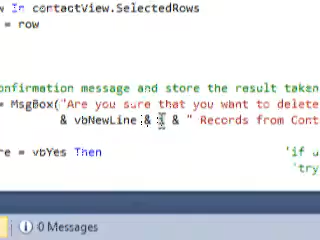 In contactView.SelectedRows
= row
onfirmation message and store the result taken
= MsgBox("Are you sure that you want to delete
& vbNewLine & & " Records from Cont
re = vbYes Then 'if u
'try
0 Messages